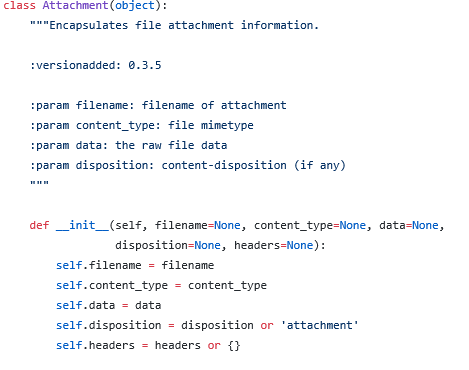 class Attachment(object):
    """Encapsulates file attachment information.

    :versionadded: 0.3.5

    :param filename: filename of attachment
    :param content_type: file mimetype
    :param data: the raw file data
    :param disposition: content-disposition (if any)
    """

    def __init__(self, filename=None, content_type=None, data=None,
                 disposition=None, headers=None):
        self.filename = filename
        self.content_type = content_type
        self.data = data
        self.disposition = disposition or 'attachment'
        self.headers = headers or {}